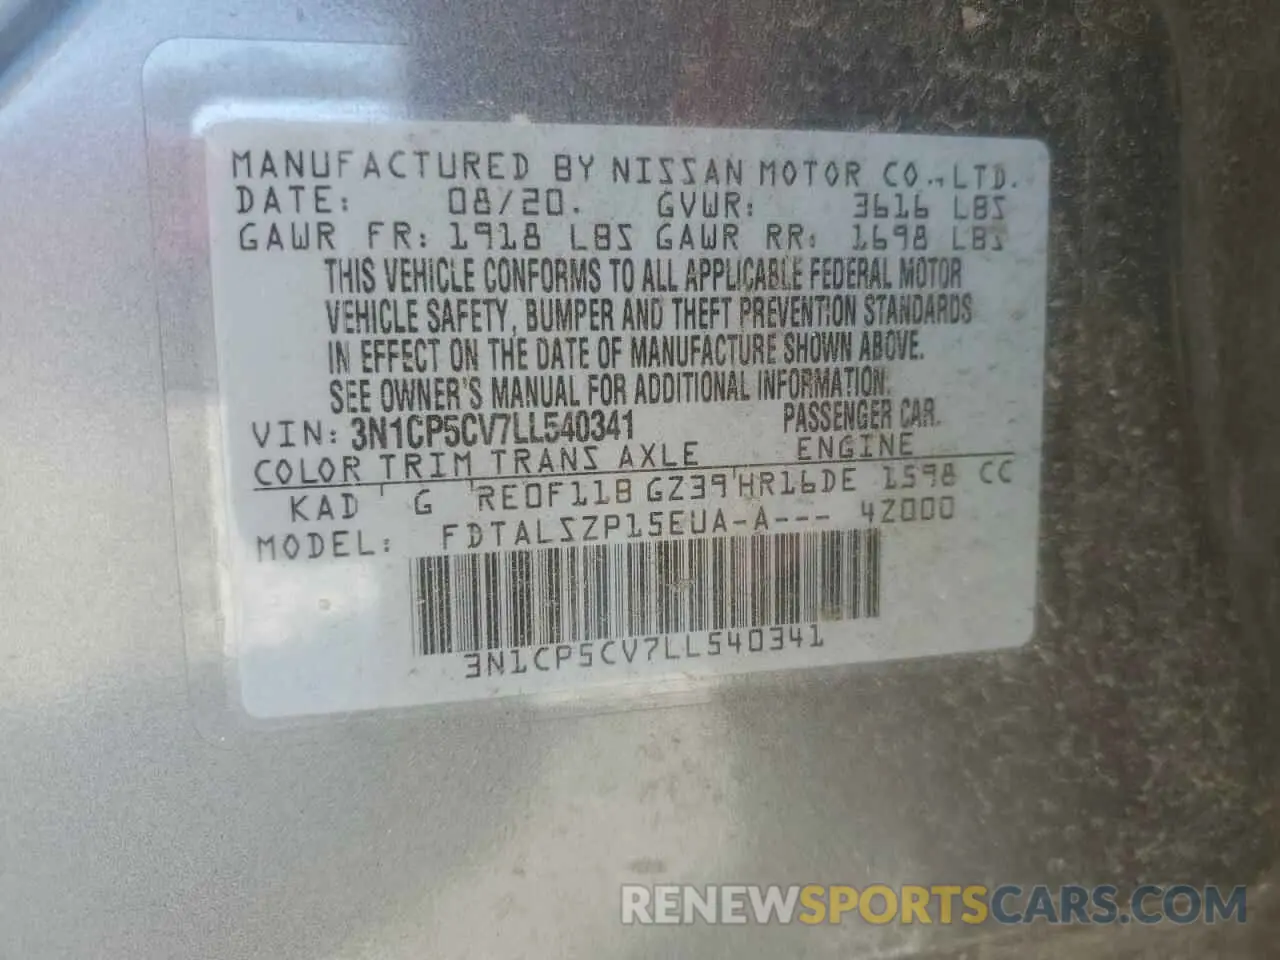 MANUFACTURED BY NISSAN MOTOR CO.,LTD.
DATE: 08/20. GVWR: 3616 LBS
GAWR FR: 1918 LBS GAWR RR: 1698 LBS
THIS VEHICLE CONFORMS TO ALL APPLICABLE FEDERAL MOTOR
VEHICLE SAFETY, BUMPER AND THEFT PREVENTION STANDARDS
IN EFFECT ON THE DATE OF MANUFACTURE SHOWN ABOVE.
SEE OWNER'S MANUAL FOR ADDITIONAL INFORMATION.
VIN: 3N1CP5CV7LL540341 PASSENGER CAR.
COLOR TRIM TRANS AXLE ENGINE
KAD G RE0F11B GZ39 HR16DE 1598 CC
MODEL: FDTALSZP15EUA-A--- 4Z000
3N1CP5CV7LL540341
RENEWSPORTSCARS.COM